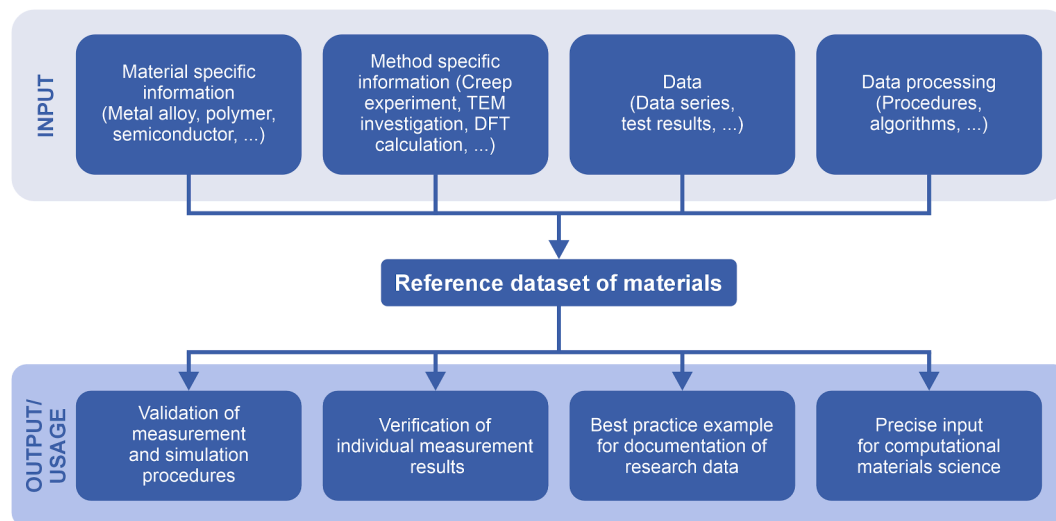 INPUT
Material specific
information
(Metal alloy, polymer,
semiconductor, ...)
Method specific
information (Creep
experiment, TEM
investigation, DFT
calculation, ...)
Data
(Data series,
test results, ...)
Data processing
(Procedures,
algorithms, ...)
Reference dataset of materials
OUTPUT/
USAGE
Validation of
measurement
and simulation
procedures
Verification of
individual measurement
results
Best practice example
for documentation of
research data
Precise input
for computational
materials science